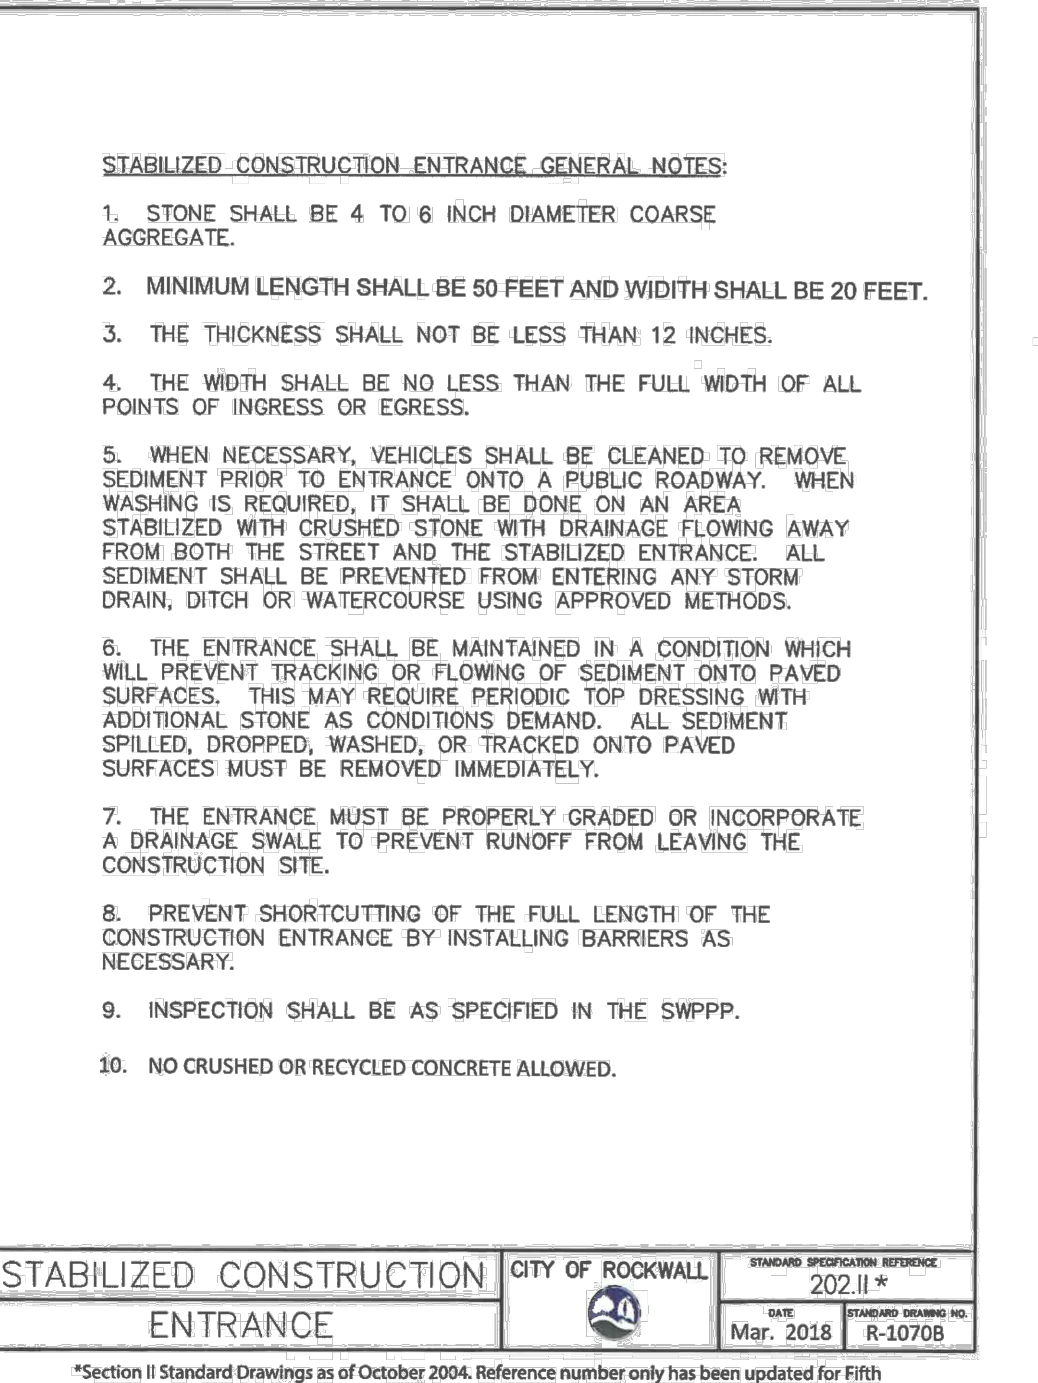 STABILIZED CONSTRUCTION ENTRANCE GENERAL NOTES:
1. STONE SHALL BE 4 TO 6 INCH DIAMETER COARSE
AGGREGATE.
2. MINIMUM LENGTH SHALL BE 50 FEET AND WIDITH SHALL BE 20 FEET.
3. THE THICKNESS SHALL NOT BE LESS THAN 12 INCHES.
4. THE WIDTH SHALL BE NO LESS THAN THE FULL WIDTH OF ALL
POINTS OF INGRESS OR EGRESS.
5. WHEN NECESSARY, VEHICLES SHALL BE CLEANED TO REMOVE
SEDIMENT PRIOR TO ENTRANCE ONTO A PUBLIC ROADWAY. WHEN
WASHING IS REQUIRED, IT SHALL BE DONE ON AN AREA
STABILIZED WITH CRUSHED STONE WITH DRAINAGE FLOWING AWAY
FROM BOTH THE STREET AND THE STABILIZED ENTRANCE. ALL
SEDIMENT SHALL BE PREVENTED FROM ENTERING ANY STORM
DRAIN, DITCH OR WATERCOURSE USING APPROVED METHODS.
6. THE ENTRANCE SHALL BE MAINTAINED IN A CONDITION WHICH
WILL PREVENT TRACKING OR FLOWING OF SEDIMENT ONTO PAVED
SURFACES. THIS MAY REQUIRE PERIODIC TOP DRESSING WITH
ADDITIONAL STONE AS CONDITIONS DEMAND. ALL SEDIMENT
SPILLED, DROPPED, WASHED, OR TRACKED ONTO PAVED
SURFACES MUST BE REMOVED IMMEDIATELY.
7. THE ENTRANCE MUST BE PROPERLY GRADED OR INCORPORATE
A DRAINAGE SWALE TO PREVENT RUNOFF FROM LEAVING THE
CONSTRUCTION SITE.
8. PREVENT SHORTCUTTING OF THE FULL LENGTH OF THE
CONSTRUCTION ENTRANCE BY INSTALLING BARRIERS AS
NECESSARY.
9. INSPECTION SHALL BE AS SPECIFIED IN THE SWPPP.
10. NO CRUSHED OR RECYCLED CONCRETE ALLOWED.
STABILIZED CONSTRUCTION
ENTRANCE
CITY OF ROCKWALL
STANDARD SPECIFICATION REFERENCE
202.II *
DATE
Mar. 2018
STANDARD DRAWING NO.
R-1070B
*Section II Standard Drawings as of October 2004. Reference number only has been updated for Fifth